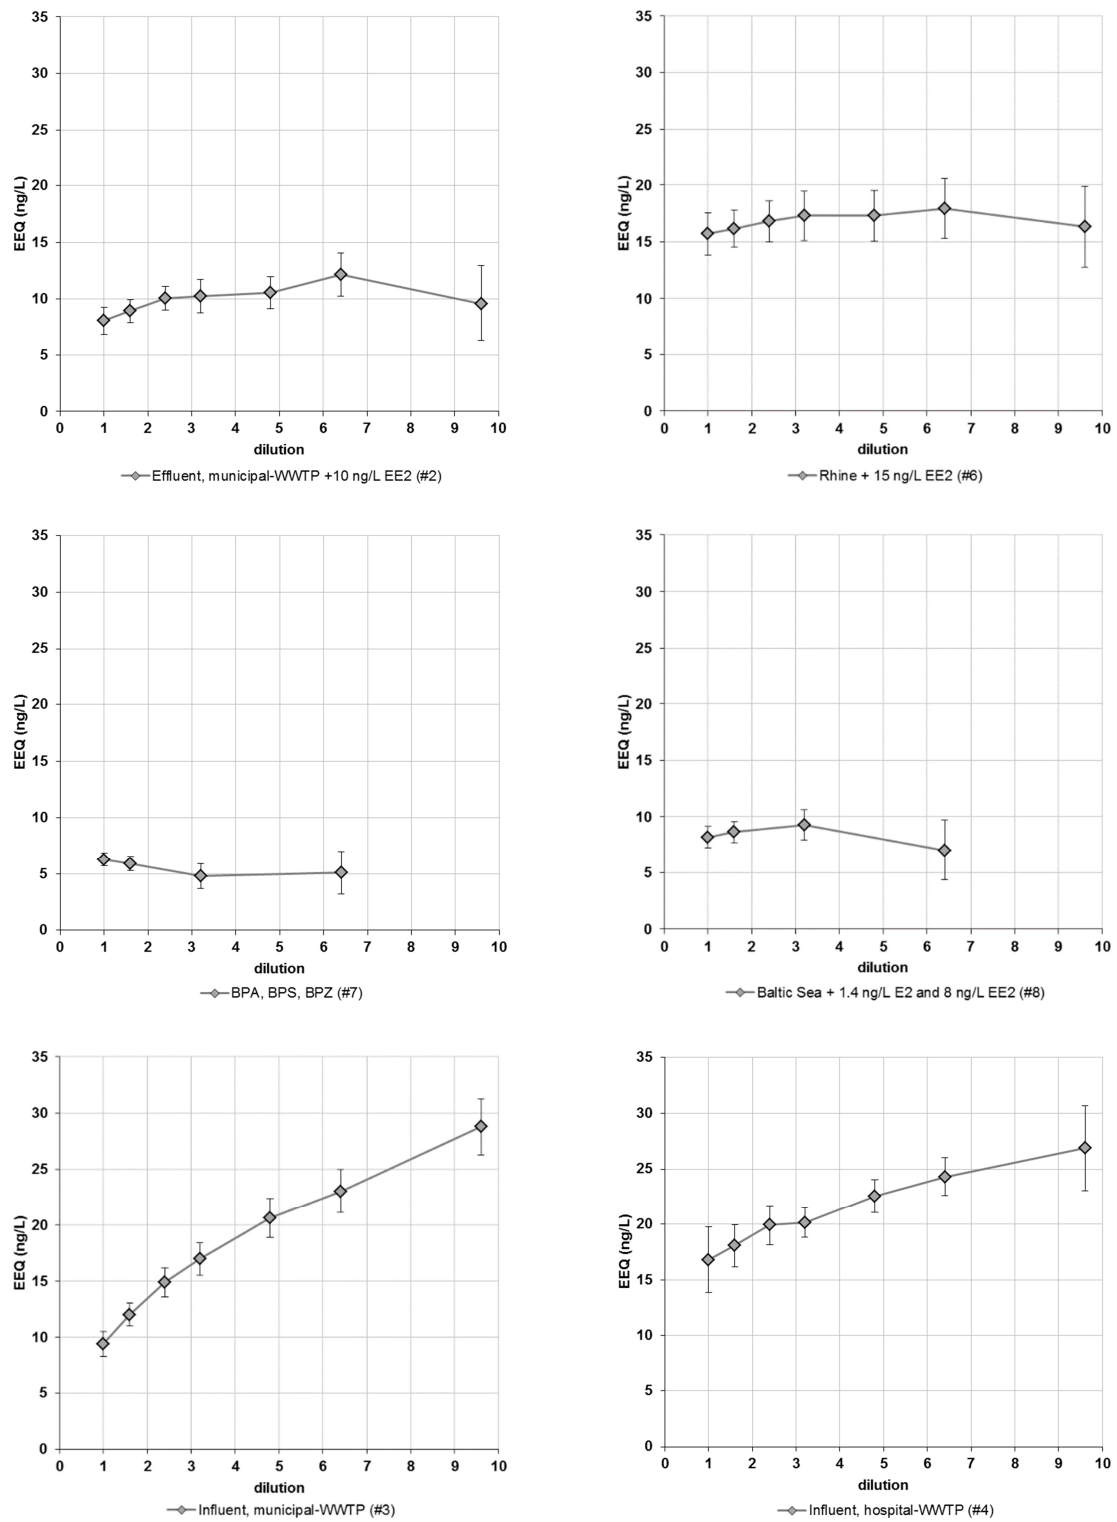 35
30
25
20
15
10
5
0
EEQ (ng/L)
0 1 2 3 4 5 6 7 8 9 10
dilution
Effluent, municipal-WWTP +10 ng/L EE2 (#2)
35
30
25
20
15
10
5
0
EEQ (ng/L)
0 1 2 3 4 5 6 7 8 9 10
dilution
Rhine + 15 ng/L EE2 (#6)
35
30
25
20
15
10
5
0
EEQ (ng/L)
0 1 2 3 4 5 6 7 8 9 10
dilution
BPA, BPS, BPZ (#7)
35
30
25
20
15
10
5
0
EEQ (ng/L)
0 1 2 3 4 5 6 7 8 9 10
dilution
Baltic Sea + 1.4 ng/L E2 and 8 ng/L EE2 (#8)
35
30
25
20
15
10
5
0
EEQ (ng/L)
0 1 2 3 4 5 6 7 8 9 10
dilution
Influent, municipal-WWTP (#3)
35
30
25
20
15
10
5
0
EEQ (ng/L)
0 1 2 3 4 5 6 7 8 9 10
dilution
Influent, hospital-WWTP (#4)